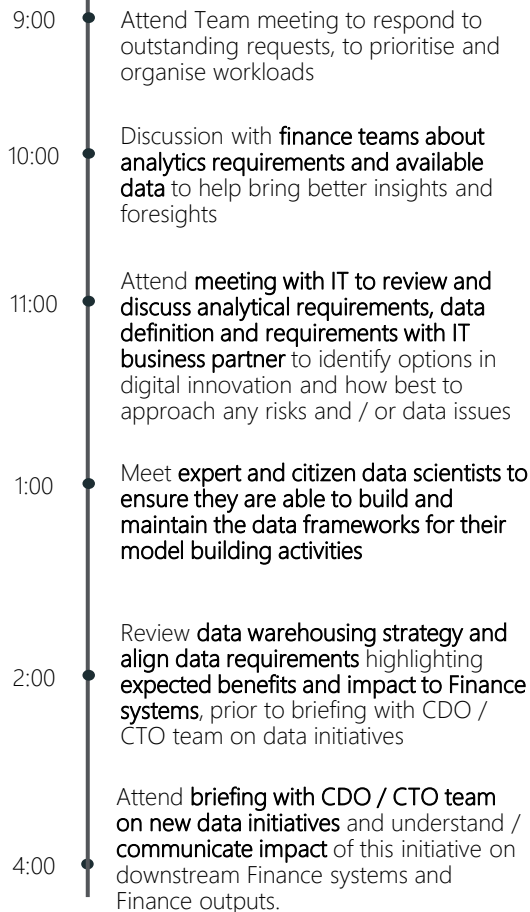 9:00
Attend Team meeting to respond to
outstanding requests, to prioritise and
organise workloads
10:00
Discussion with finance teams about
analytics requirements and available
data to help bring better insights and
foresights
11:00
Attend meeting with IT to review and
discuss analytical requirements, data
definition and requirements with IT
business partner to identify options in
digital innovation and how best to
approach any risks and / or data issues
1:00
Meet expert and citizen data scientists to
ensure they are able to build and
maintain the data frameworks for their
model building activities
2:00
Review data warehousing strategy and
align data requirements highlighting
expected benefits and impact to Finance
systems, prior to briefing with CDO /
CTO team on data initiatives
4:00
Attend briefing with CDO / CTO team
on new data initiatives and understand /
communicate impact of this initiative on
downstream Finance systems and
Finance outputs.